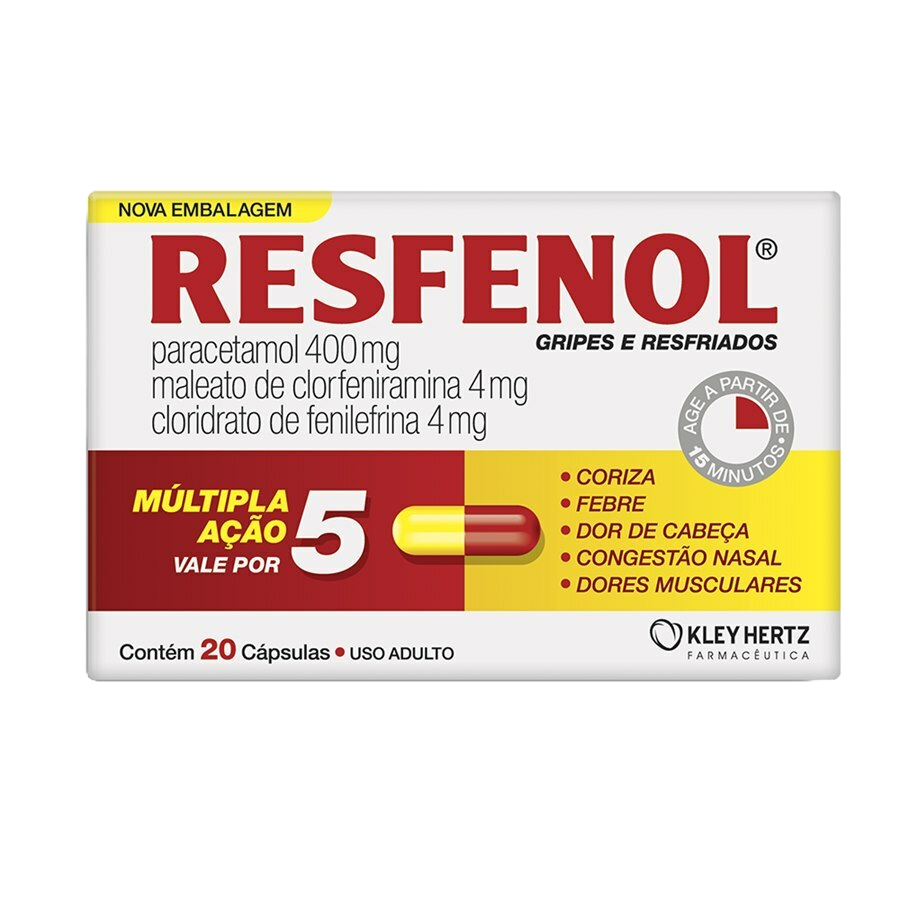 NOVA EMBALAGEM
RESFENOL®
GRIPES E RESFRIADOS
paracetamol 400 mg
maleato de clorfeniramina 4 mg
cloridrato de fenilefrina 4 mg
AGE A PARTIR DE
15 MINUTOS
MÚLTIPLA
AÇÃO
VALE POR 5
• CORIZA
• FEBRE
• DOR DE CABEÇA
• CONGESTÃO NASAL
• DORES MUSCULARES
Contém 20 Cápsulas • USO ADULTO
KLEY HERTZ
FARMACÊUTICA